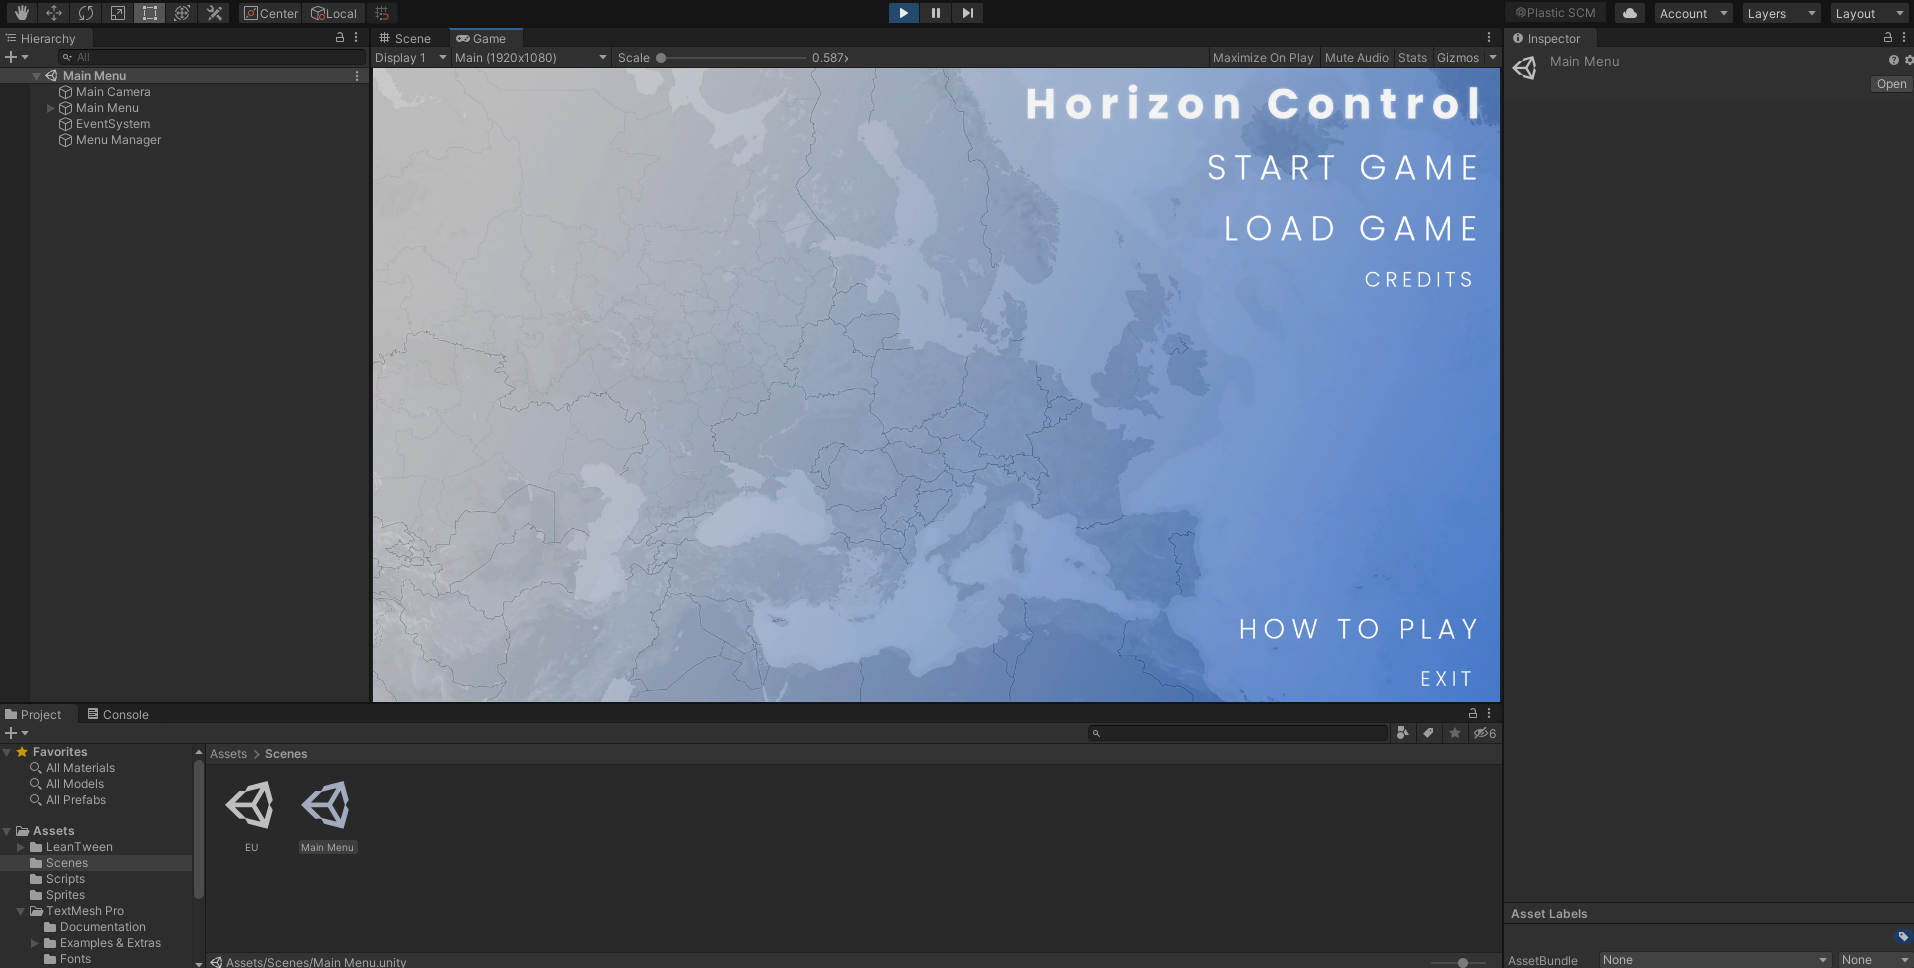 Center
Local
Plastic SCM
Account
Layers
Layout
Hierarchy
All
Main Menu
Main Camera
Main Menu
EventSystem
Menu Manager
Scene
Game
Display 1
Main (1920x1080)
Scale
0.587x
Maximize On Play
Mute Audio
Stats
Gizmos
Horizon Control
START GAME
LOAD GAME
CREDITS
HOW TO PLAY
EXIT
Inspector
Main Menu
Open
Project
Console
6
Favorites
All Materials
All Models
All Prefabs
Assets
LeanTween
Scenes
Scripts
Sprites
TextMesh Pro
Documentation
Examples & Extras
Fonts
Assets > Scenes
EU
Main Menu
Assets/Scenes/Main Menu.unity
Asset Labels
AssetBundle
None
None